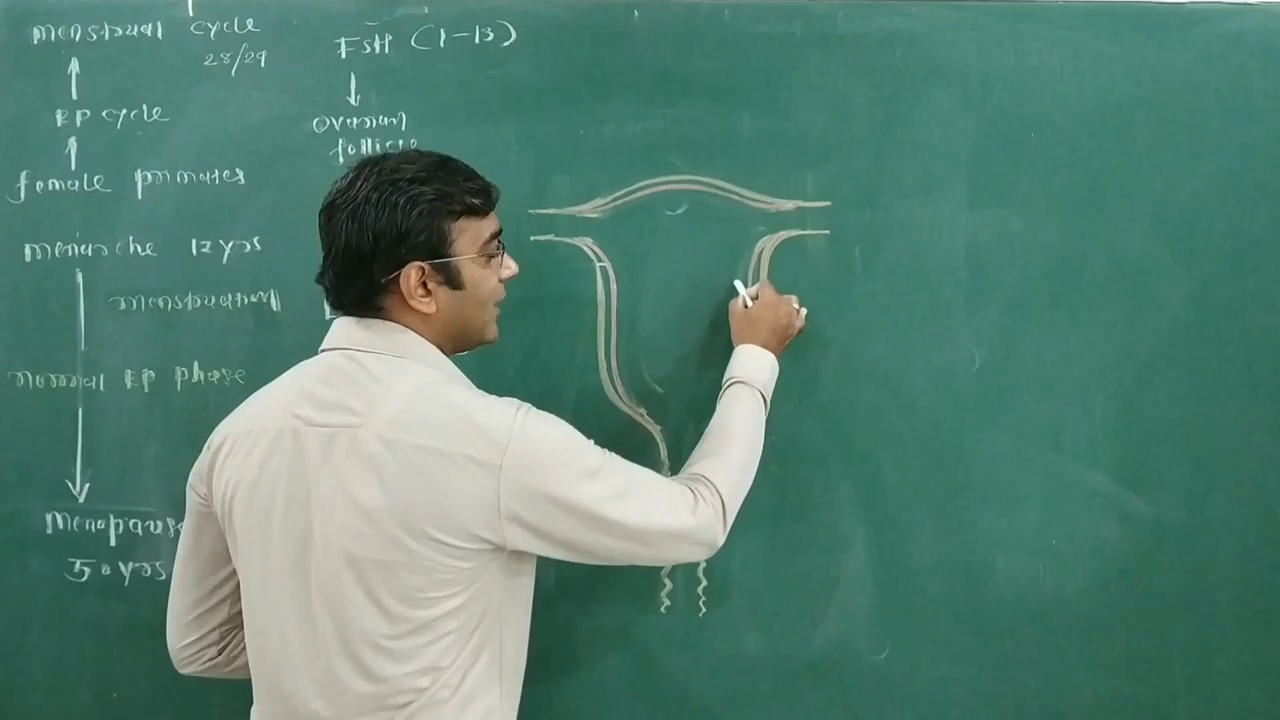 menstrual cycle
28/29
RP cycle
female primates
Menarche 12 yrs
menstruation
normal RP phase
Menopause
50 yrs
FSH (1-13)
Ovarian
follicle